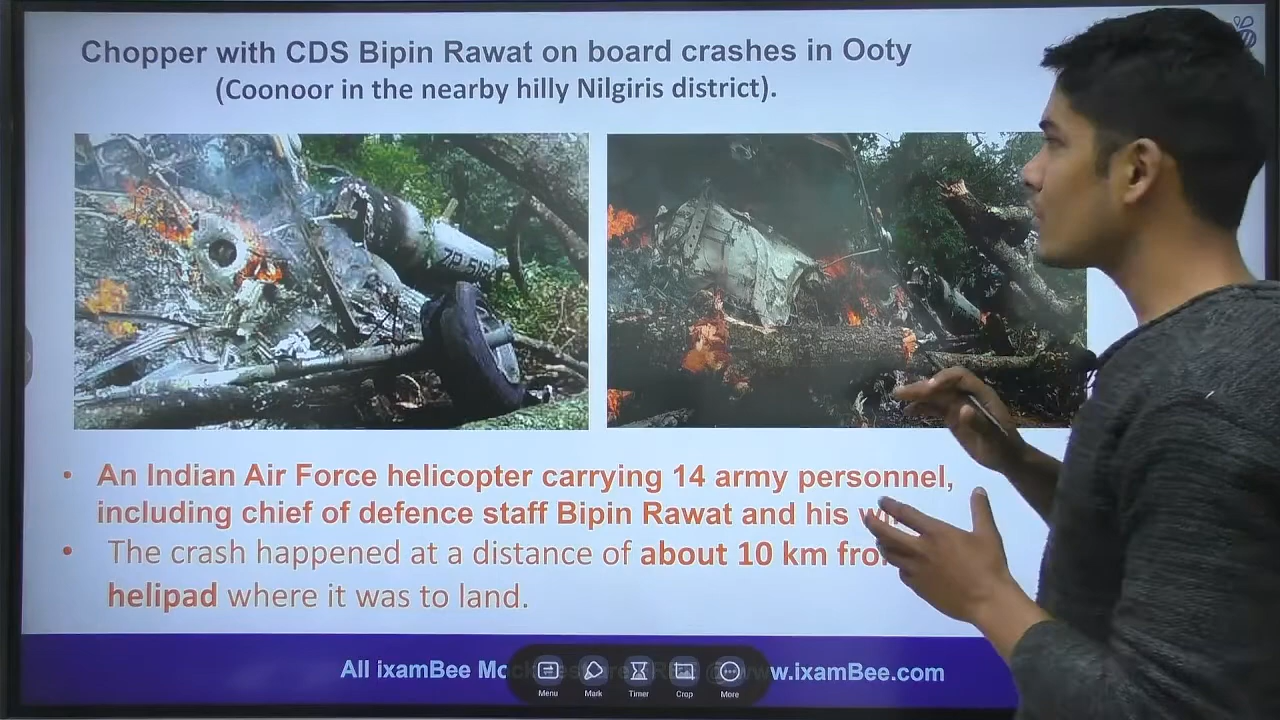 Chopper with CDS Bipin Rawat on board crashes in Ooty
(Coonoor in the nearby hilly Nilgiris district).
• An Indian Air Force helicopter carrying 14 army personnel,
including chief of defence staff Bipin Rawat and his
• The crash happened at a distance of about 10 km
helipad where it was to land.
All ixamBee
www.ixamBee.com
Menu Mark Timer Crop More